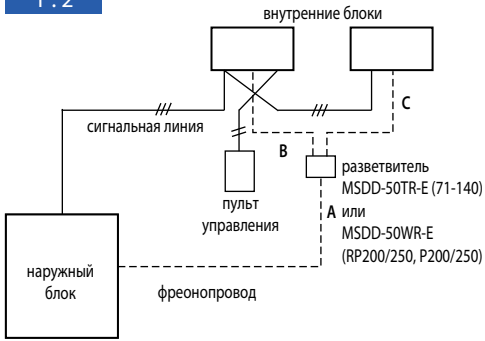 1 : 2
внутренние блоки
C
сигнальная линия
B
разветвитель
MSDD-50TR-E (71-140)
A или
MSDD-50WR-E
(RP200/250, P200/250)
пульт
управления
наружный
блок
фреонопровод